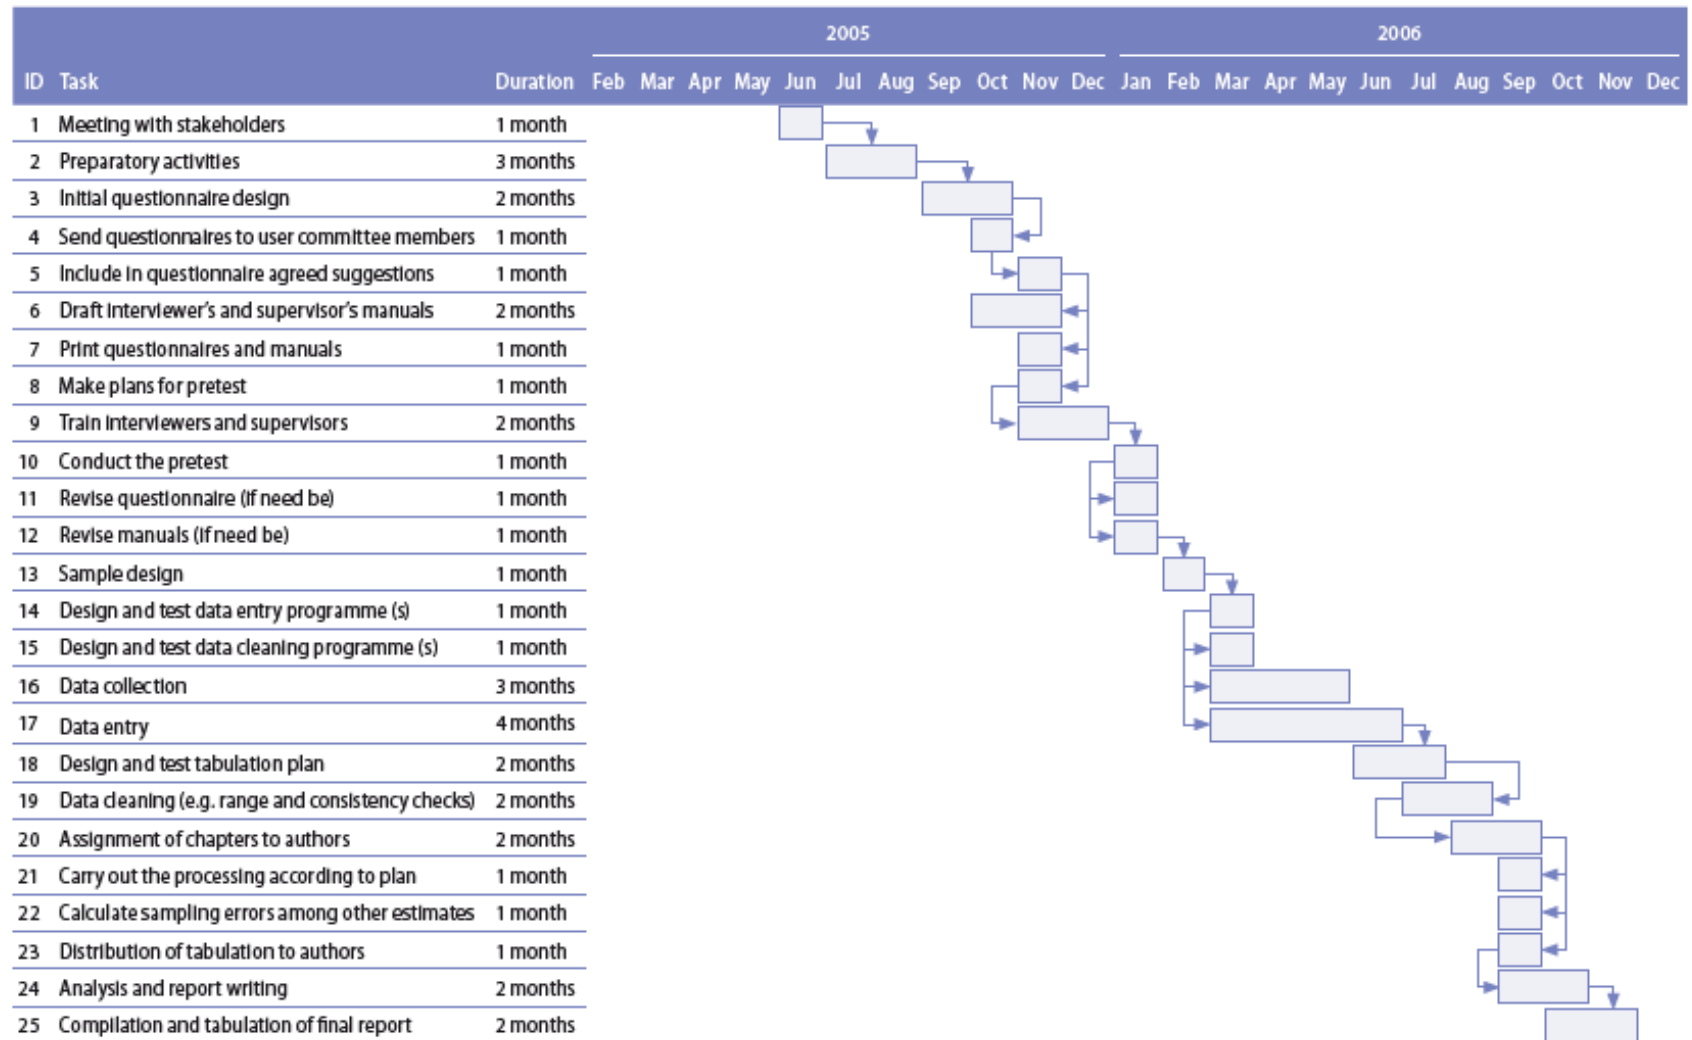 2005 2006
ID Task Duration Feb Mar Apr May Jun Jul Aug Sep Oct Nov Dec Jan Feb Mar Apr May Jun Jul Aug Sep Oct Nov Dec
1 Meeting with stakeholders 1 month
2 Preparatory activities 3 months
3 Initial questionnaire design 2 months
4 Send questionnaires to user committee members 1 month
5 Include in questionnaire agreed suggestions 1 month
6 Draft interviewer's and supervisor's manuals 2 months
7 Print questionnaires and manuals 1 month
8 Make plans for pretest 1 month
9 Train interviewers and supervisors 2 months
10 Conduct the pretest 1 month
11 Revise questionnaire (if need be) 1 month
12 Revise manuals (if need be) 1 month
13 Sample design 1 month
14 Design and test data entry programme (s) 1 month
15 Design and test data cleaning programme (s) 1 month
16 Data collection 3 months
17 Data entry 4 months
18 Design and test tabulation plan 2 months
19 Data cleaning (e.g. range and consistency checks) 2 months
20 Assignment of chapters to authors 2 months
21 Carry out the processing according to plan 1 month
22 Calculate sampling errors among other estimates 1 month
23 Distribution of tabulation to authors 1 month
24 Analysis and report writing 2 months
25 Compilation and tabulation of final report 2 months